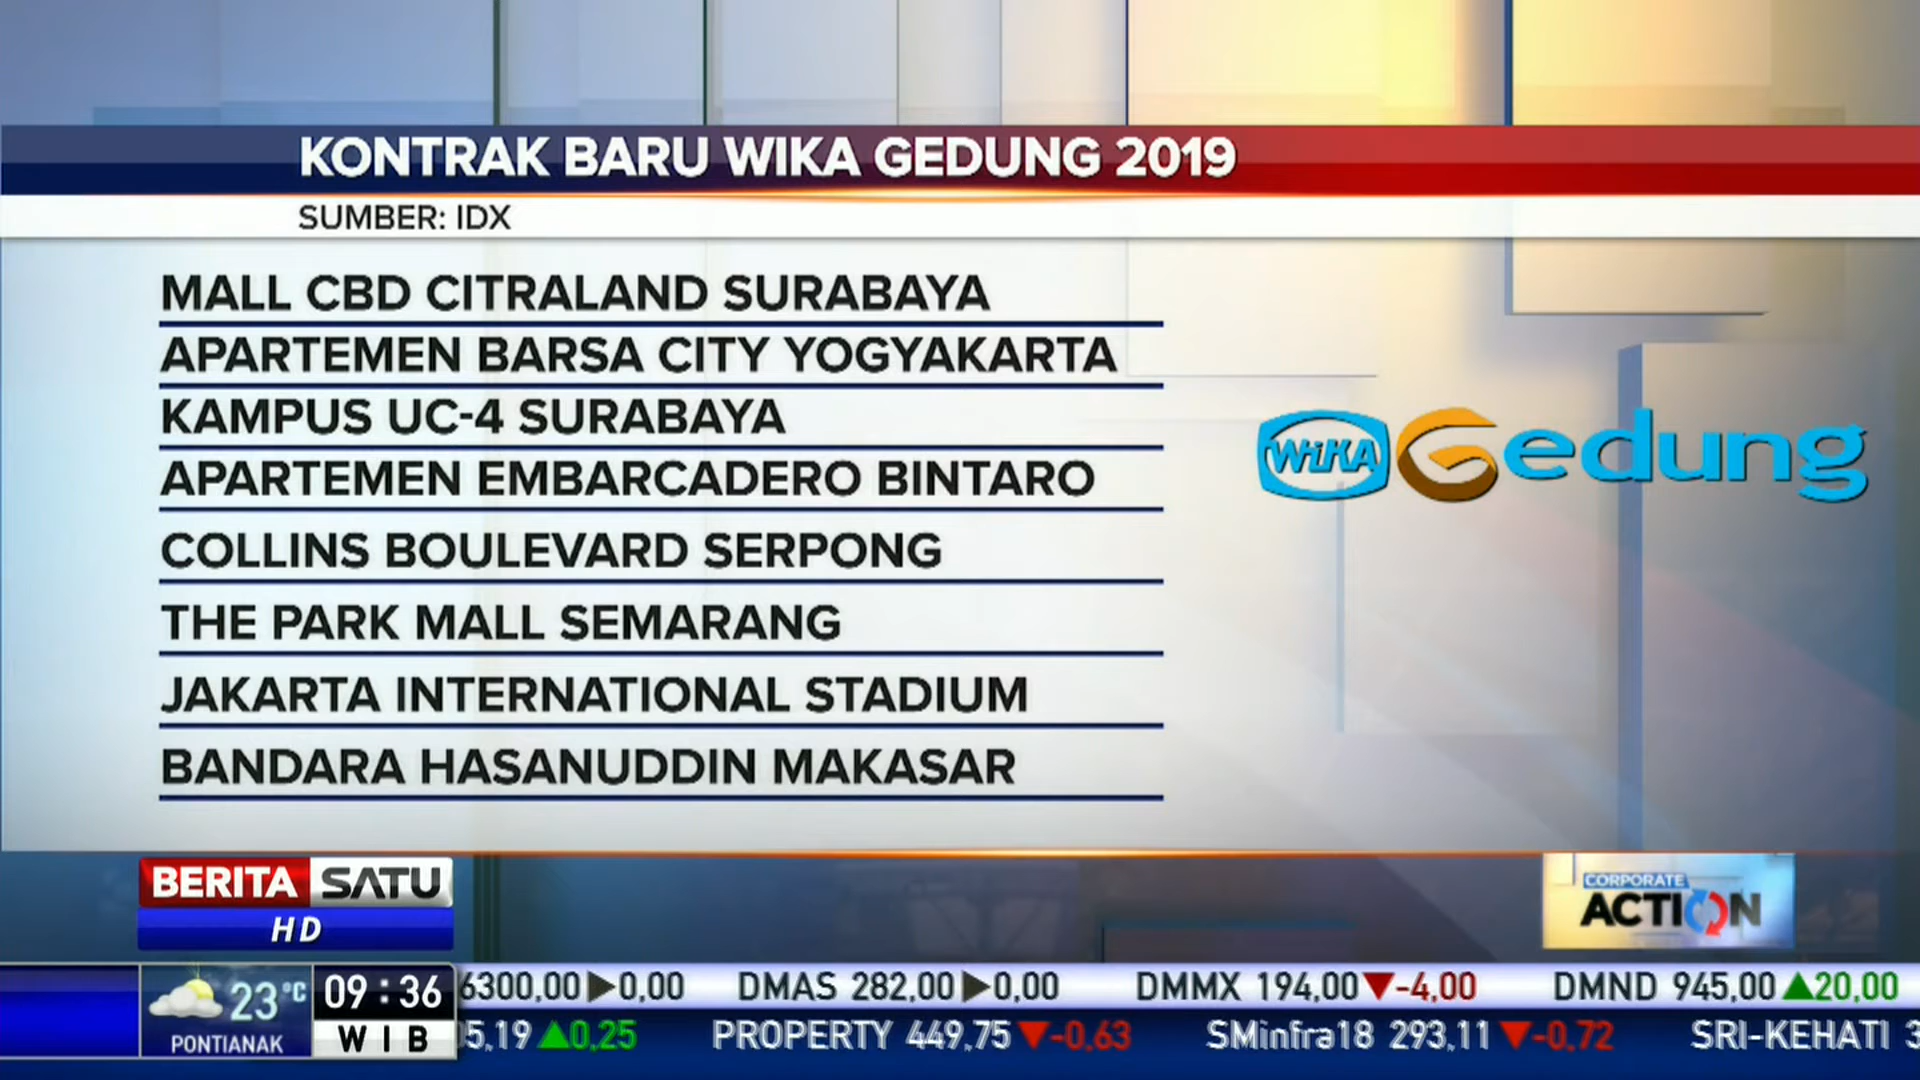 KONTRAK BARU WIKA GEDUNG 2019
SUMBER: IDX
MALL CBD CITRALAND SURABAYA
APARTEMEN BARSA CITY YOGYAKARTA
KAMPUS UC-4 SURABAYA
APARTEMEN EMBARCADERO BINTARO
COLLINS BOULEVARD SERPONG
THE PARK MALL SEMARANG
JAKARTA INTERNATIONAL STADIUM
BANDARA HASANUDDIN MAKASAR
WiKA Gedung
BERITA SATU
HD
CORPORATE
ACTION
23°C
PONTIANAK
09:36
WIB
6300,00▶0,00 DMAS 282,00▶0,00 DMMX 194,00▼-4,00 DMND 945,00▲20,00
5,19▲0,25 PROPERTY 449,75▼-0,63 SMinfra18 293,11▼-0,72 SRI-KEHATI